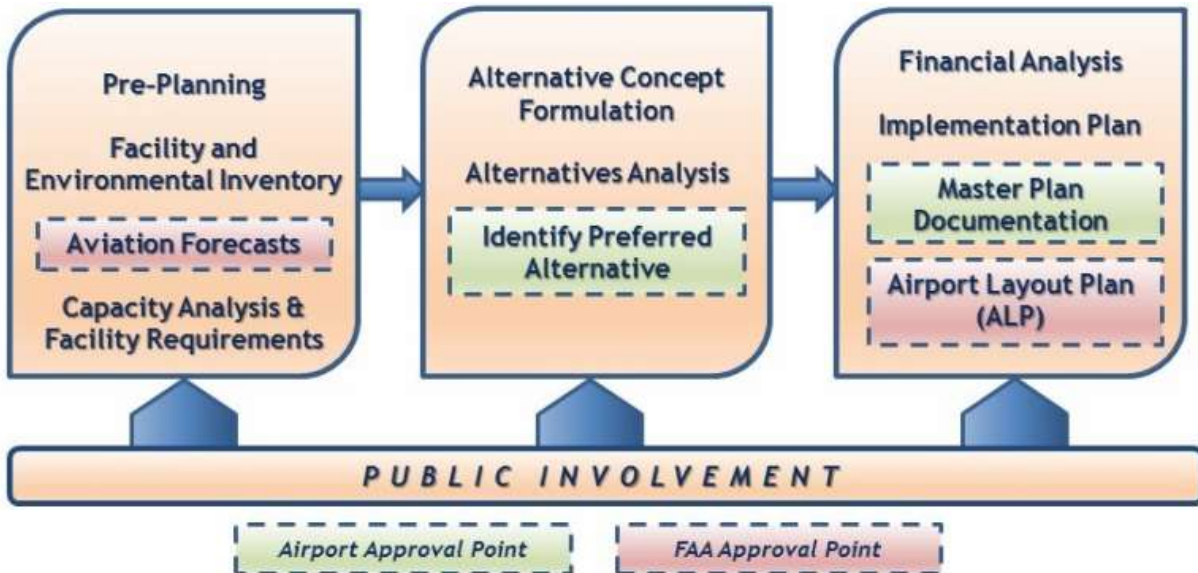 Pre-Planning
Facility and
Environmental Inventory
Aviation Forecasts
Capacity Analysis &
Facility Requirements
Alternative Concept
Formulation
Alternatives Analysis
Identify Preferred
Alternative
Financial Analysis
Implementation Plan
Master Plan
Documentation
Airport Layout Plan
(ALP)
PUBLIC INVOLVEMENT
Airport Approval Point
FAA Approval Point